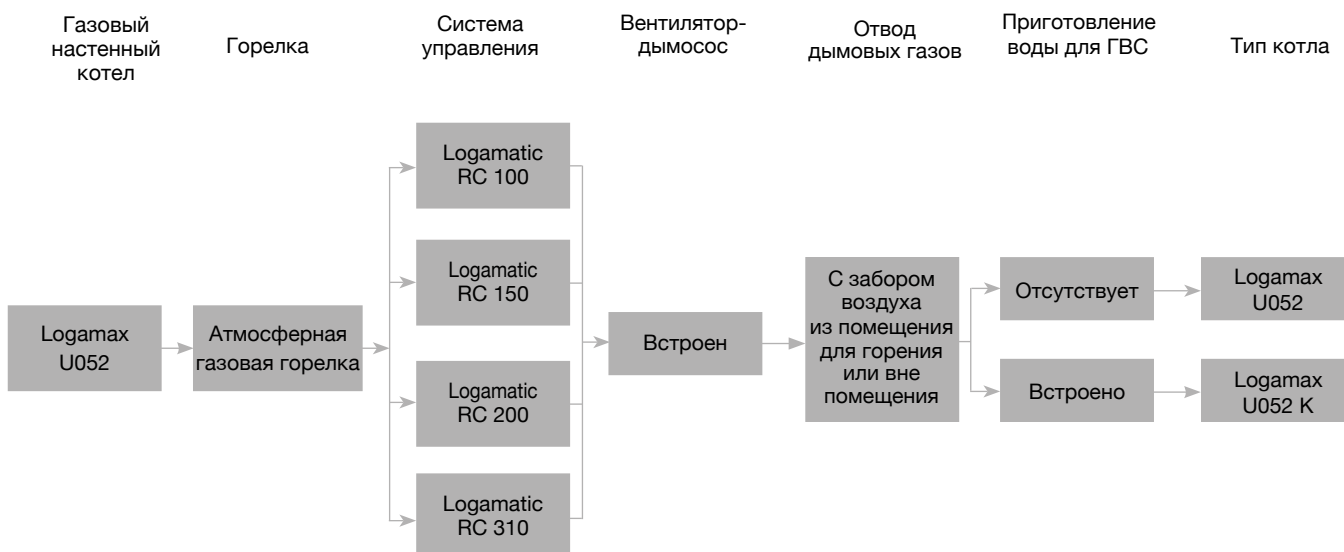 Газовый
настенный
котел
Горелка
Система
управления
Вентилятор-
дымосос
Отвод
дымовых газов
Приготовление
воды для ГВС
Тип котла
Logamax
U052
Атмосферная
газовая горелка
Logamatic
RC 100
Logamatic
RC 150
Logamatic
RC 200
Logamatic
RC 310
Встроен
С забором
воздуха
из помещения
для горения
или вне
помещения
Отсутствует
Встроено
Logamax
U052
Logamax
U052 K